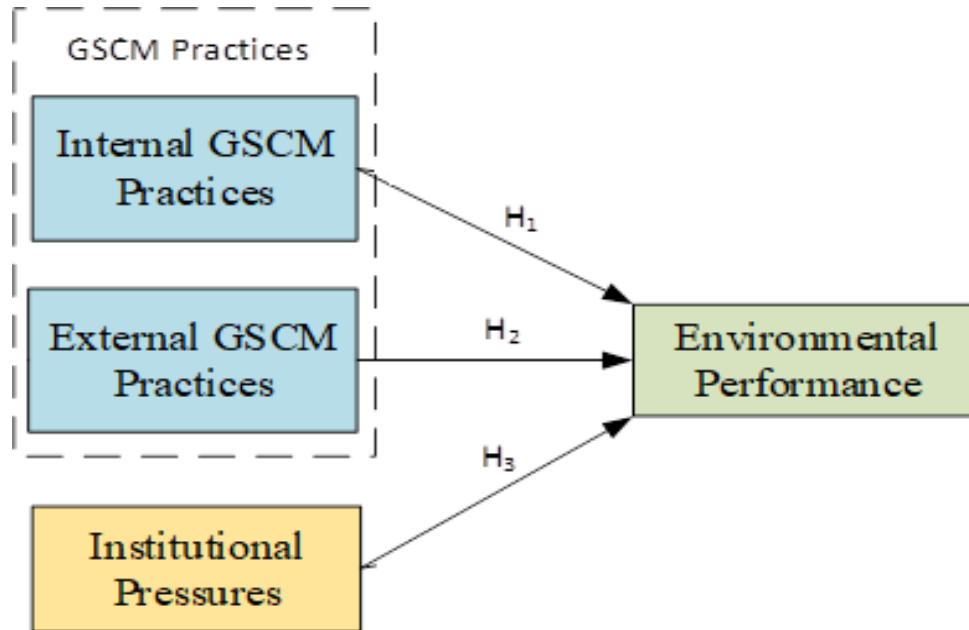 GSCM Practices
Internal GSCM
Practices
H₁
External GSCM
Practices
H₂
Environmental
Performance
H₃
Institutional
Pressures